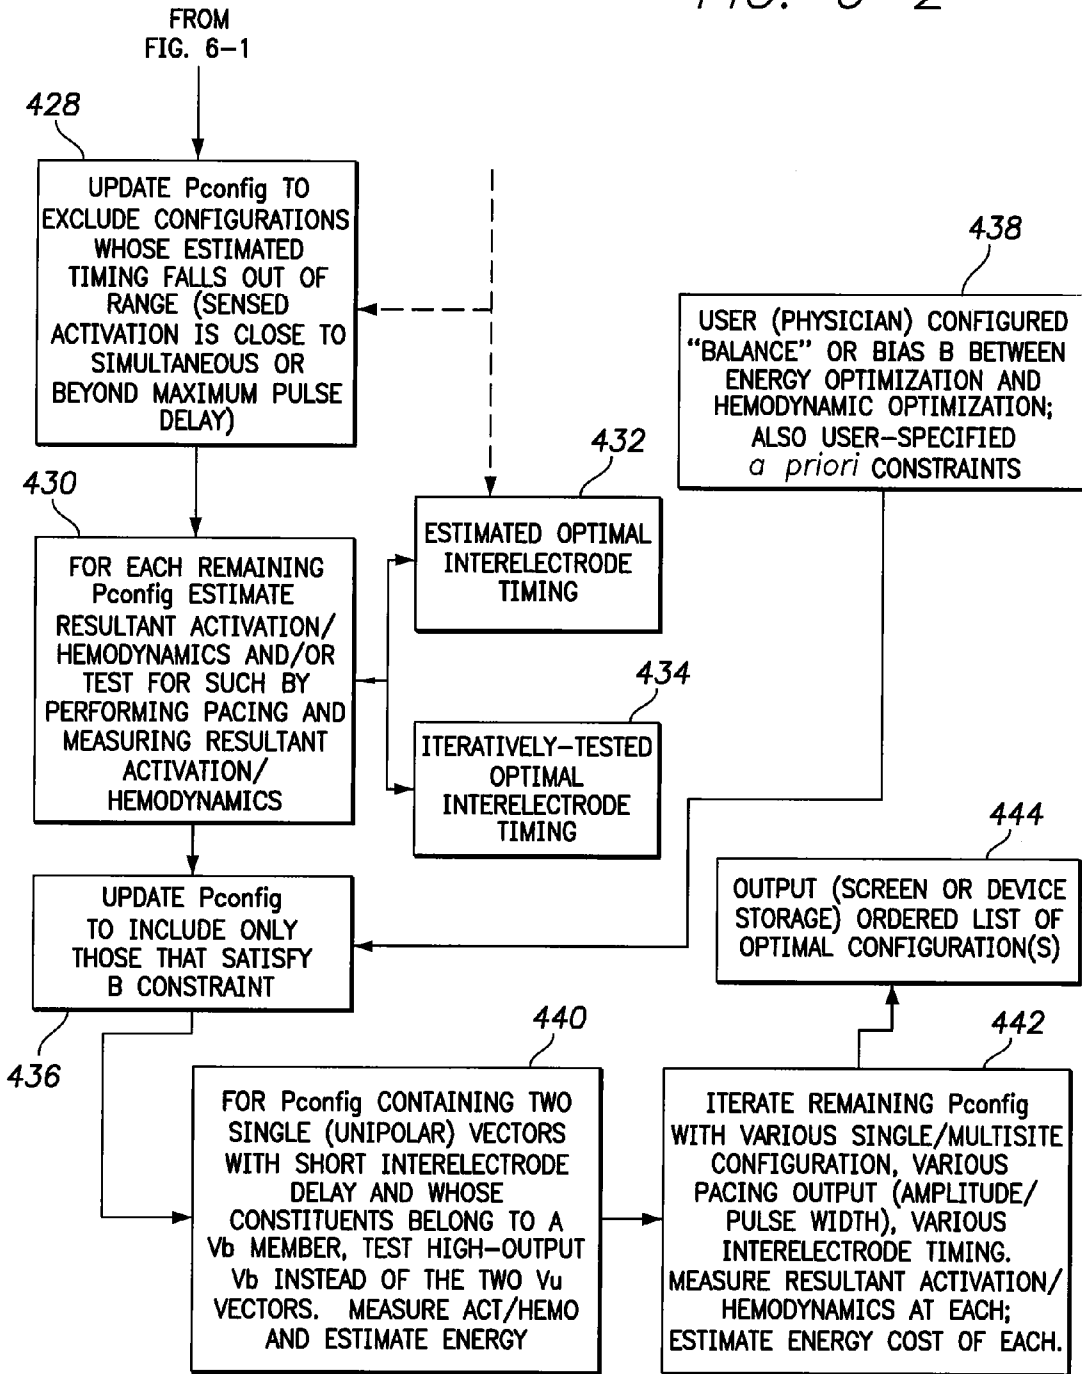 FIG. 6-2
FROM
FIG. 6-1
428
UPDATE Pconfig TO
EXCLUDE CONFIGURATIONS
WHOSE ESTIMATED
TIMING FALLS OUT OF
RANGE (SENSED
ACTIVATION IS CLOSE TO
SIMULTANEOUS OR
BEYOND MAXIMUM PULSE
DELAY)
438
USER (PHYSICIAN) CONFIGURED
“BALANCE” OR BIAS B BETWEEN
ENERGY OPTIMIZATION AND
HEMODYNAMIC OPTIMIZATION;
ALSO USER-SPECIFIED
a priori CONSTRAINTS
432
ESTIMATED OPTIMAL
INTERELECTRODE
TIMING
430
FOR EACH REMAINING
Pconfig ESTIMATE
RESULTANT ACTIVATION/
HEMODYNAMICS AND/OR
TEST FOR SUCH BY
PERFORMING PACING AND
MEASURING RESULTANT
ACTIVATION/
HEMODYNAMICS
434
ITERATIVELY-TESTED
OPTIMAL
INTERELECTRODE
TIMING
444
OUTPUT (SCREEN OR DEVICE
STORAGE) ORDERED LIST OF
OPTIMAL CONFIGURATION(S)
UPDATE Pconfig
TO INCLUDE ONLY
THOSE THAT SATISFY
B CONSTRAINT
436
440
FOR Pconfig CONTAINING TWO
SINGLE (UNIPOLAR) VECTORS
WITH SHORT INTERELECTRODE
DELAY AND WHOSE
CONSTITUENTS BELONG TO A
Vb MEMBER, TEST HIGH-OUTPUT
Vb INSTEAD OF THE TWO Vu
VECTORS. MEASURE ACT/HEMO
AND ESTIMATE ENERGY
442
ITERATE REMAINING Pconfig
WITH VARIOUS SINGLE/MULTISITE
CONFIGURATION, VARIOUS
PACING OUTPUT (AMPLITUDE/
PULSE WIDTH), VARIOUS
INTERELECTRODE TIMING.
MEASURE RESULTANT ACTIVATION/
HEMODYNAMICS AT EACH;
ESTIMATE ENERGY COST OF EACH.